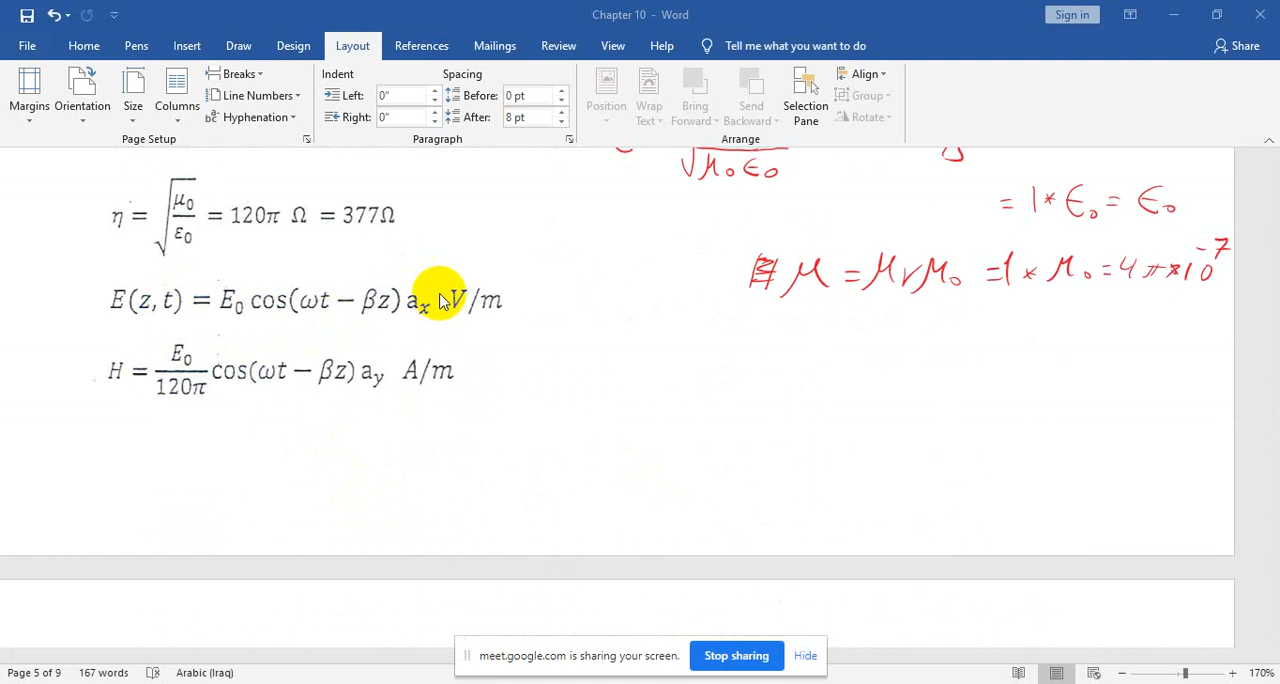 Chapter 10 - Word
Sign in
File Home Pens Insert Draw Design Layout References Mailings Review View Help Tell me what you want to do Share
Margins Orientation Size Columns Breaks Line Numbers Hyphenation
Page Setup
Indent Spacing
Left: 0" Before: 0 pt
Right: 0" After: 8 pt
Paragraph
Position Wrap Text Bring Forward Send Backward Selection Pane Align Group Rotate
Arrange
√μ₀ϵ₀
= 1 * ϵ₀ = ϵ₀
η = √(μ₀/ε₀) = 120π Ω = 377Ω
μ = μr μ₀ = 1 * μ₀ = 4π*10⁻⁷
E(z, t) = E₀ cos(ωt − βz) aₓ V/m
H = E₀/120π cos(ωt − βz) a_y A/m
meet.google.com is sharing your screen. Stop sharing Hide
Page 5 of 9 167 words Arabic (Iraq) 170%